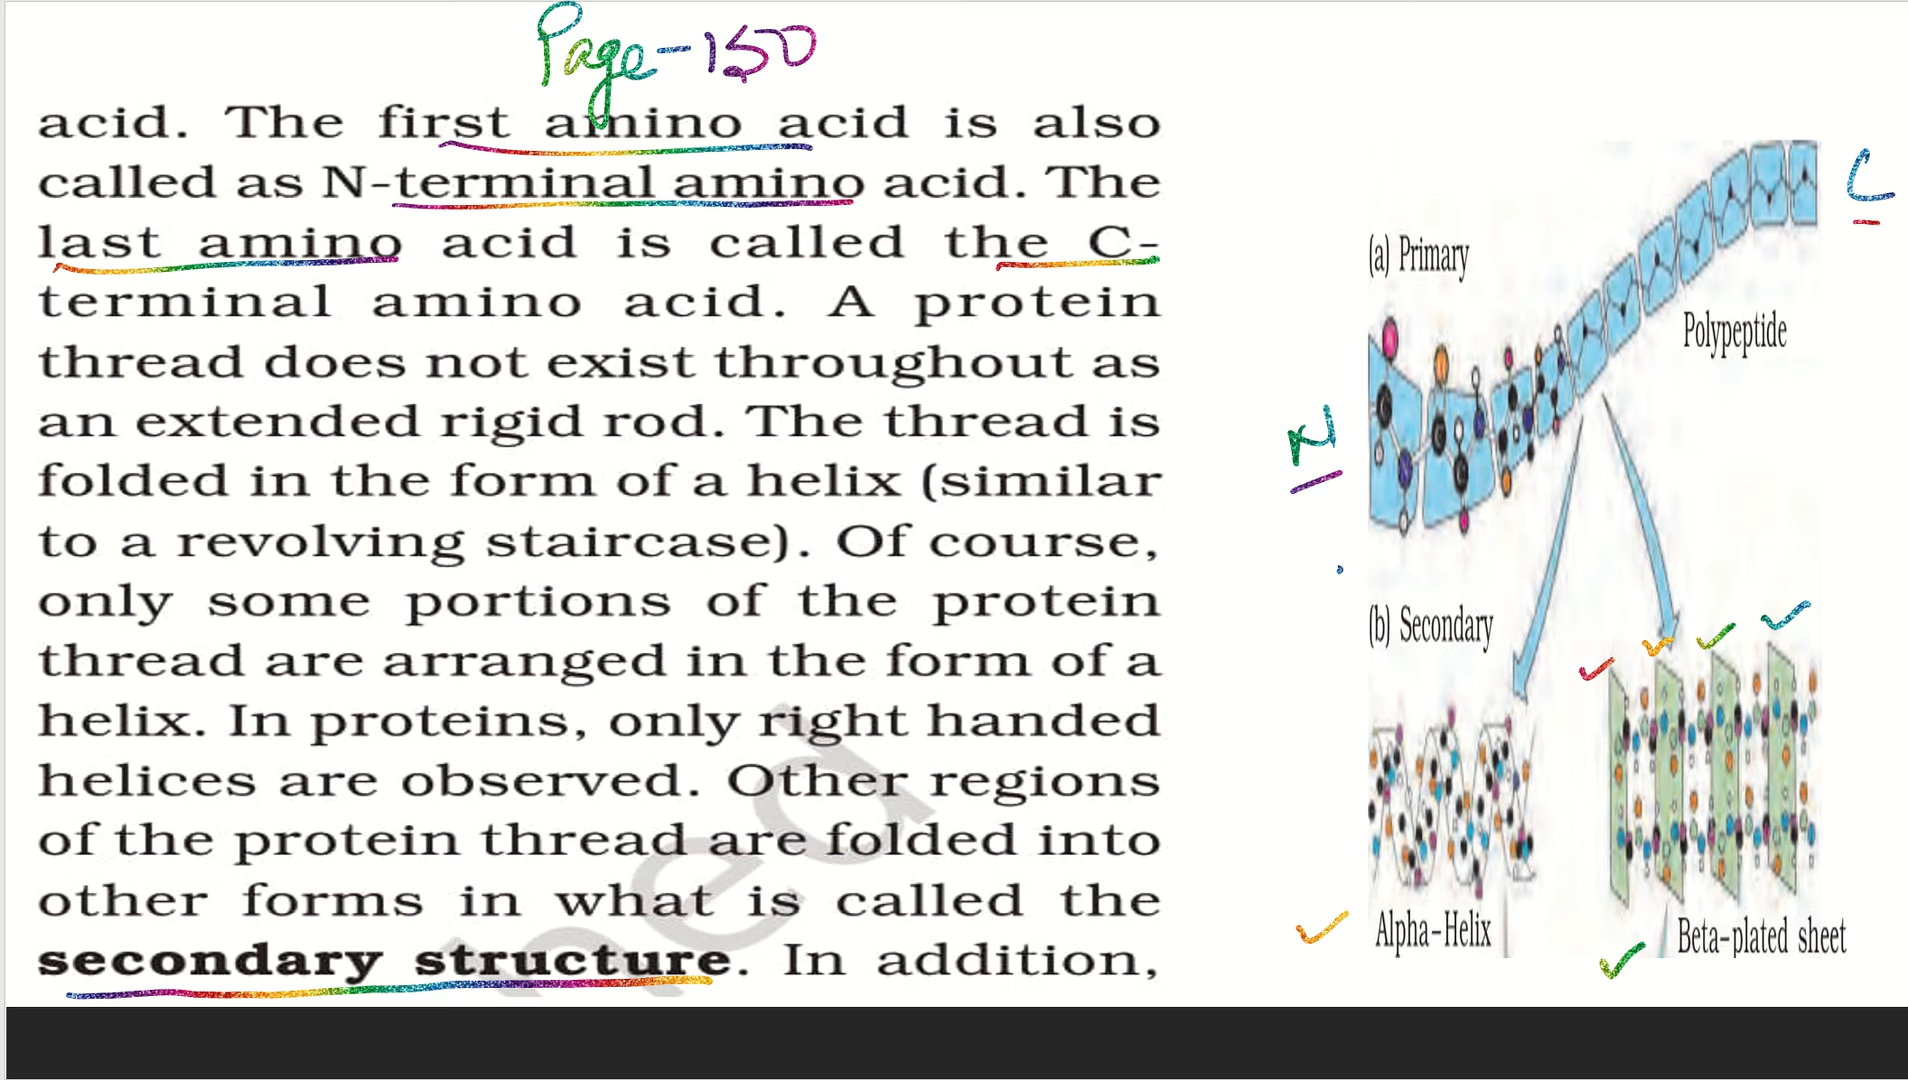 Page-150
acid. The first amino acid is also
called as N-terminal amino acid. The
last amino acid is called the C-
terminal amino acid. A protein
thread does not exist throughout as
an extended rigid rod. The thread is
folded in the form of a helix (similar
to a revolving staircase). Of course,
only some portions of the protein
thread are arranged in the form of a
helix. In proteins, only right handed
helices are observed. Other regions
of the protein thread are folded into
other forms in what is called the
secondary structure. In addition,
C
(a) Primary
Polypeptide
N
(b) Secondary
Alpha-Helix
Beta-plated sheet